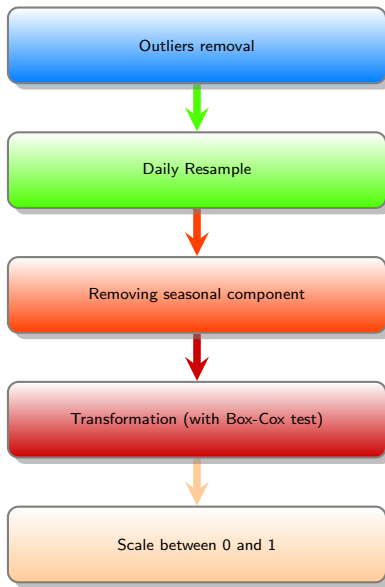 Outliers removal
Daily Resample
Removing seasonal component
Transformation (with Box-Cox test)
Scale between 0 and 1